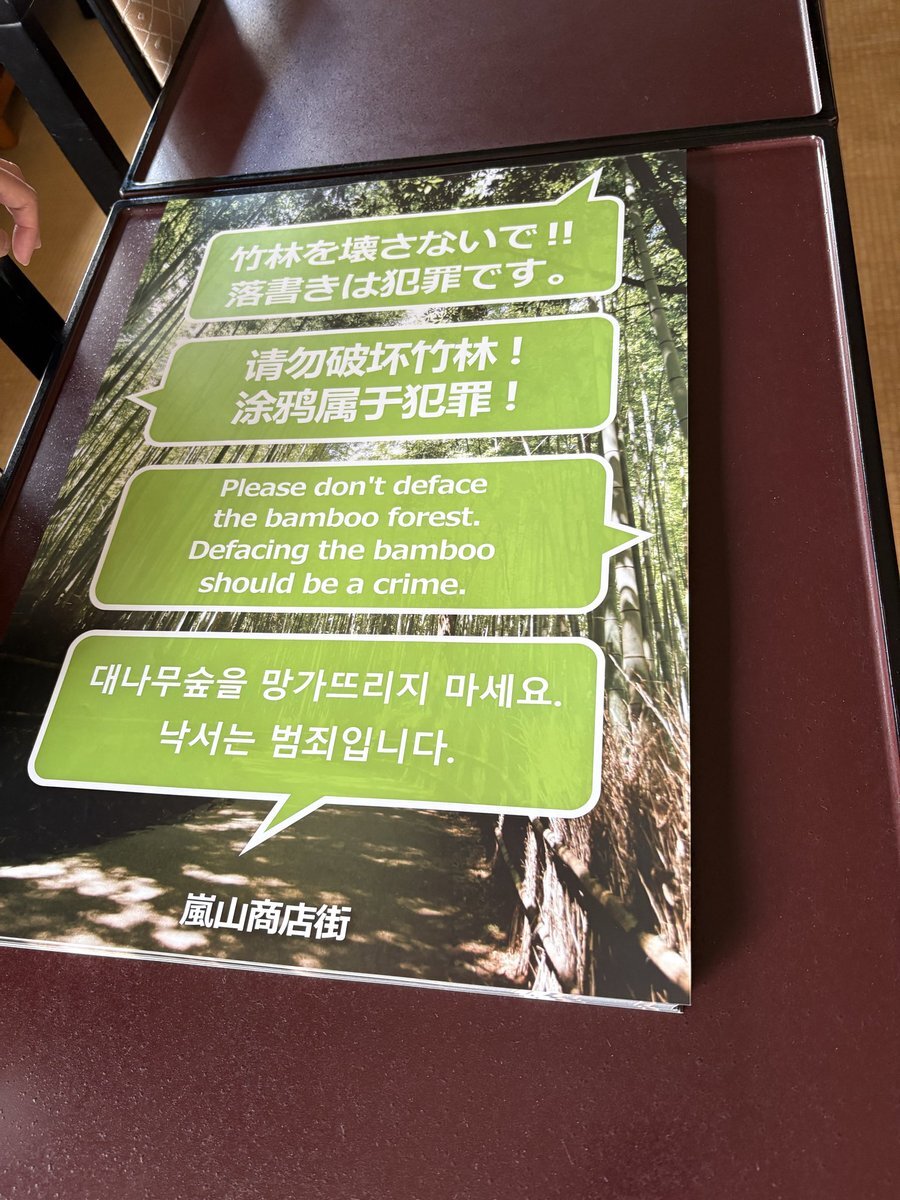 竹林を壊さないで!!
落書きは犯罪です。
请勿破坏竹林！
涂鸦属于犯罪！
Please don't deface
the bamboo forest.
Defacing the bamboo
should be a crime.
대나무숲을 망가뜨리지 마세요.
낙서는 범죄입니다.
嵐山商店街